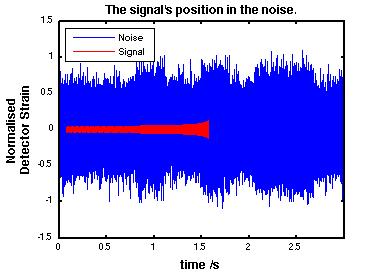 The signal's position in the noise.
1.5
Noise
Signal
1
0.5
0
-0.5
-1
-1.5
Normalised
Detector Strain
0 0.5 1 1.5 2 2.5
time /s